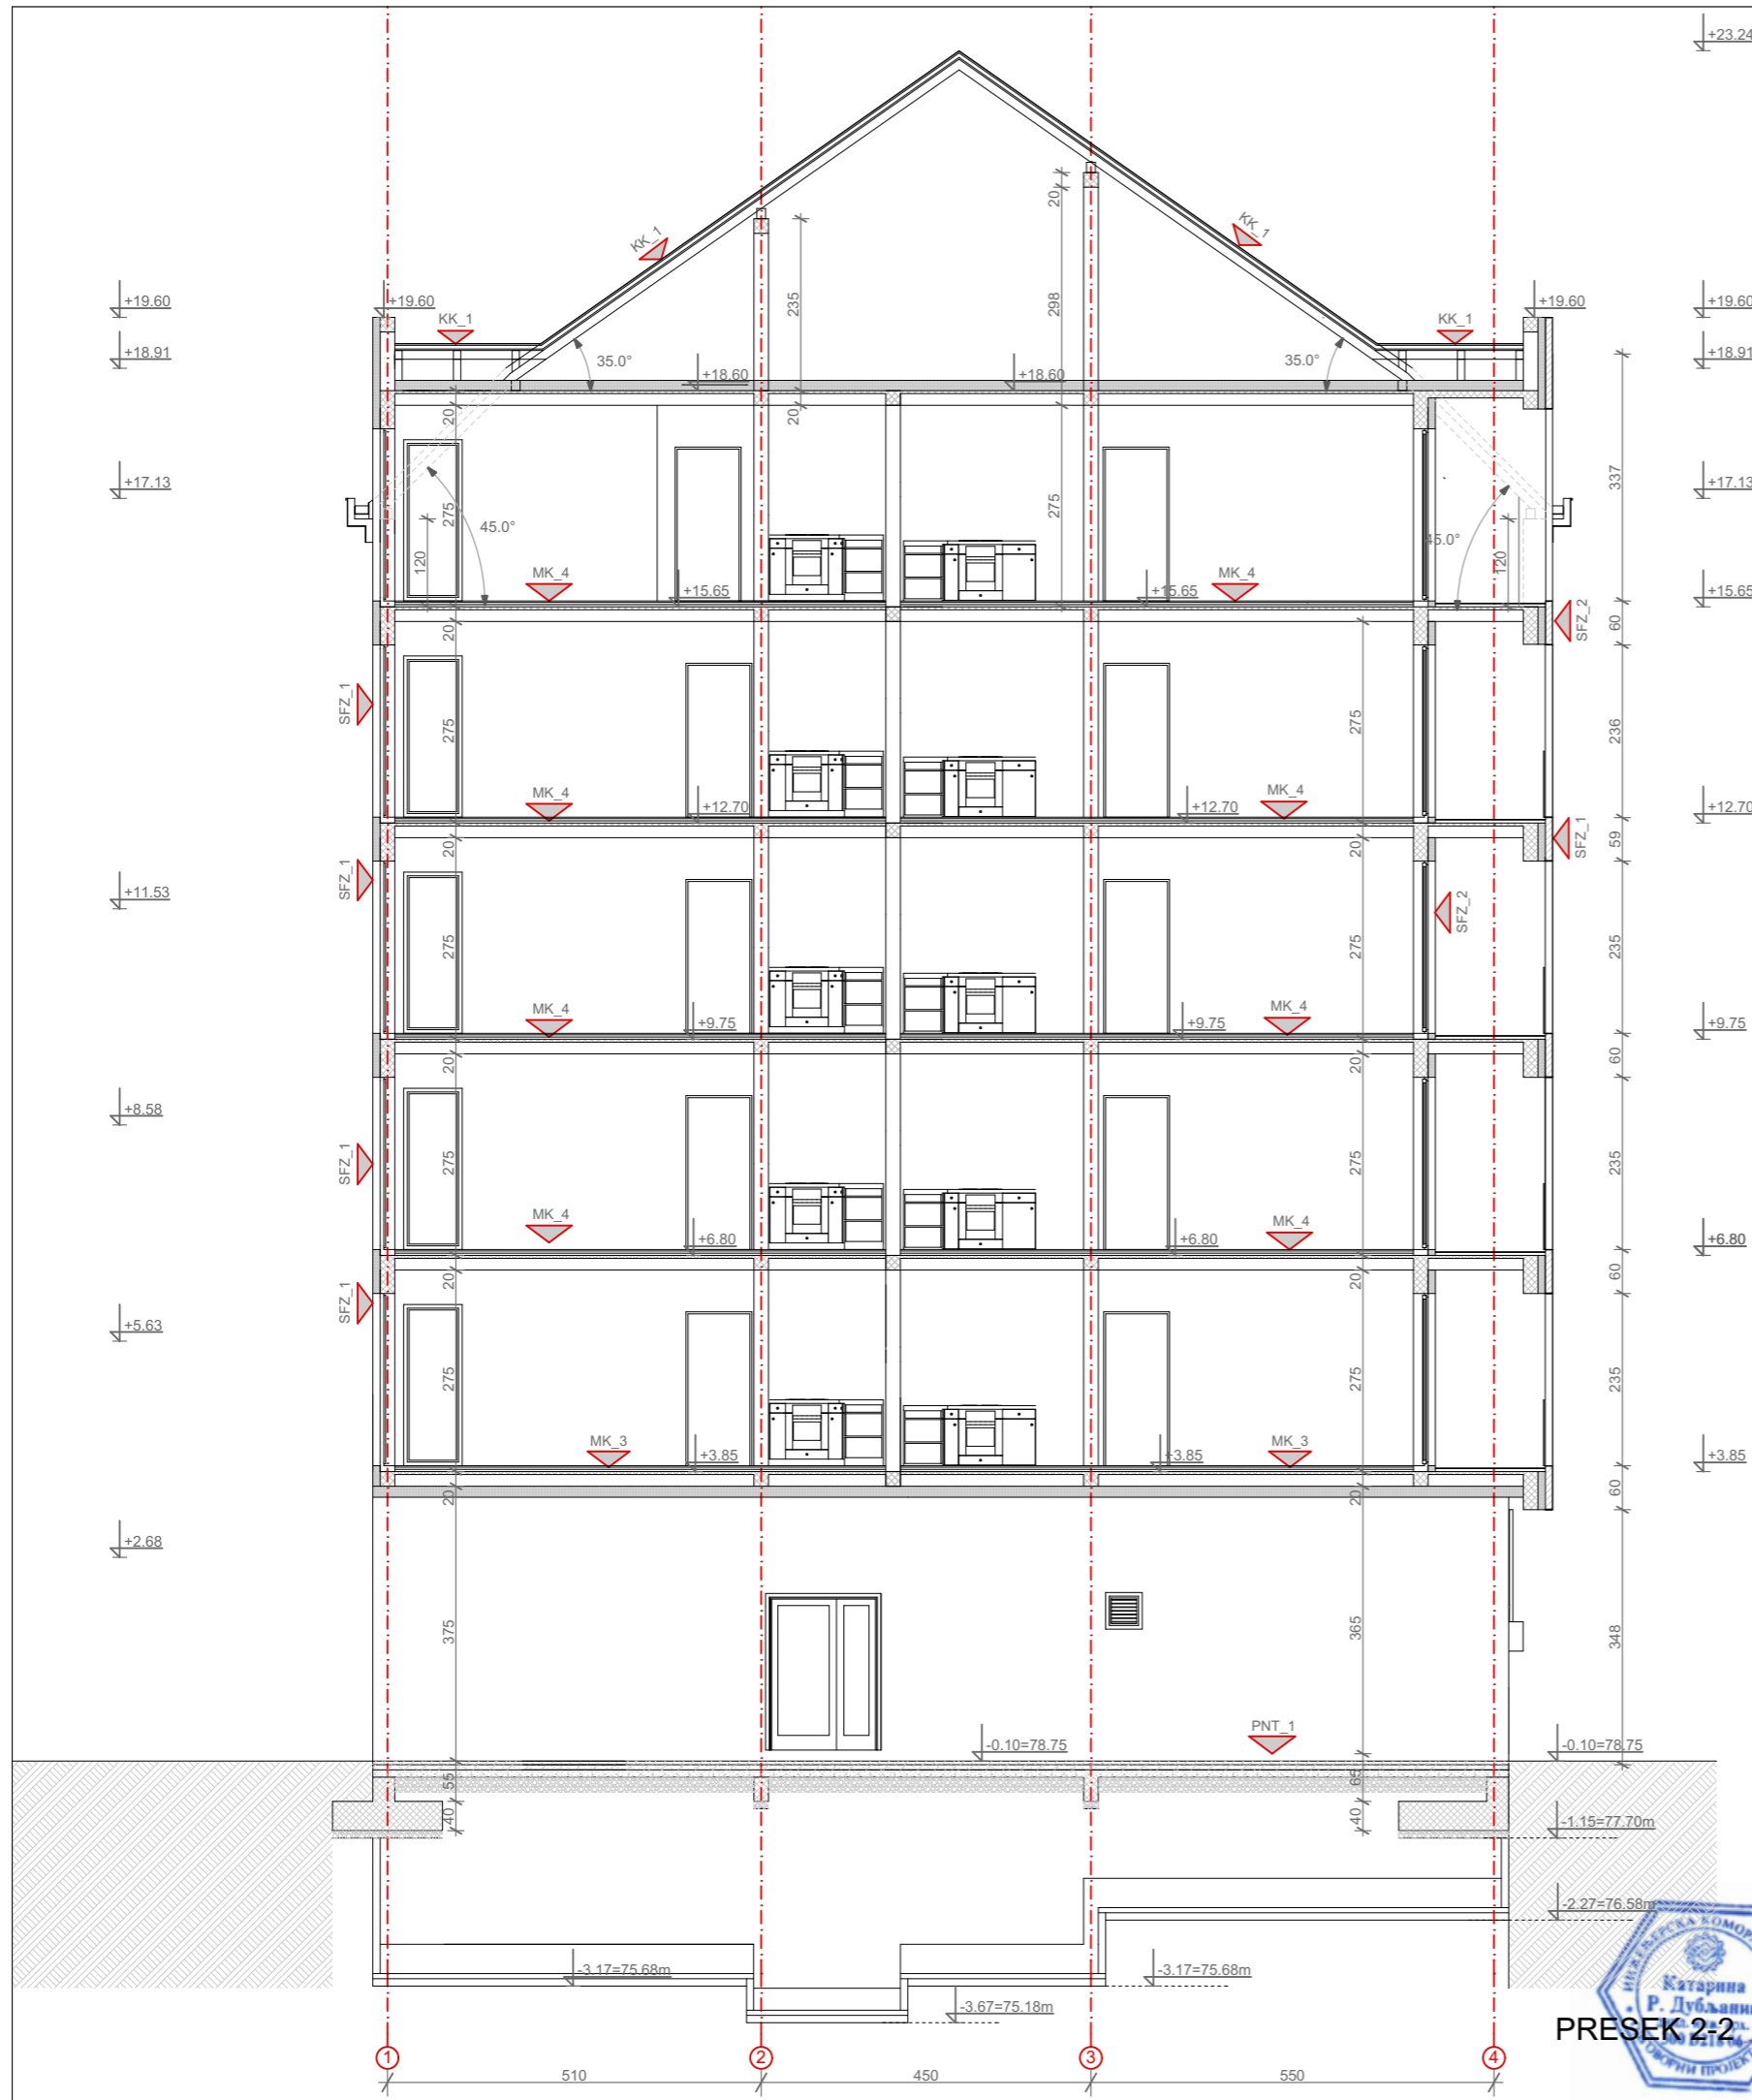 +23.24
KK_1
KK_1
20
235
298
+19.60
+19.60
+19.60
+19.60
KK_1
KK_1
+18.91
+18.91
35.0°
35.0°
+18.60
+18.60
20
20
+17.13
+17.13
275
275
337
45.0°
45.0°
120
120
MK_4
MK_4
+15.65
+15.65
+15.65
SFZ_2
20
60
SFZ_1
275
275
236
MK_4
MK_4
+12.70
+12.70
+12.70
SFZ_1
20
20
59
SFZ_1
+11.53
SFZ_2
275
275
235
MK_4
MK_4
+9.75
+9.75
+9.75
20
20
60
+8.58
SFZ_1
275
275
235
MK_4
MK_4
+6.80
+6.80
+6.80
20
20
60
SFZ_1
+5.63
275
275
235
MK_3
MK_3
+3.85
+3.85
+3.85
20
20
60
+2.68
375
365
348
PNT_1
-0.10=78.75
-0.10=78.75
55
65
40
40
-1.15=77.70m
-2.27=76.58m
-3.17=75.68m
-3.17=75.68m
-3.67=75.18m
Катарина
PRESEK 2-2
1
2
3
4
510
450
550